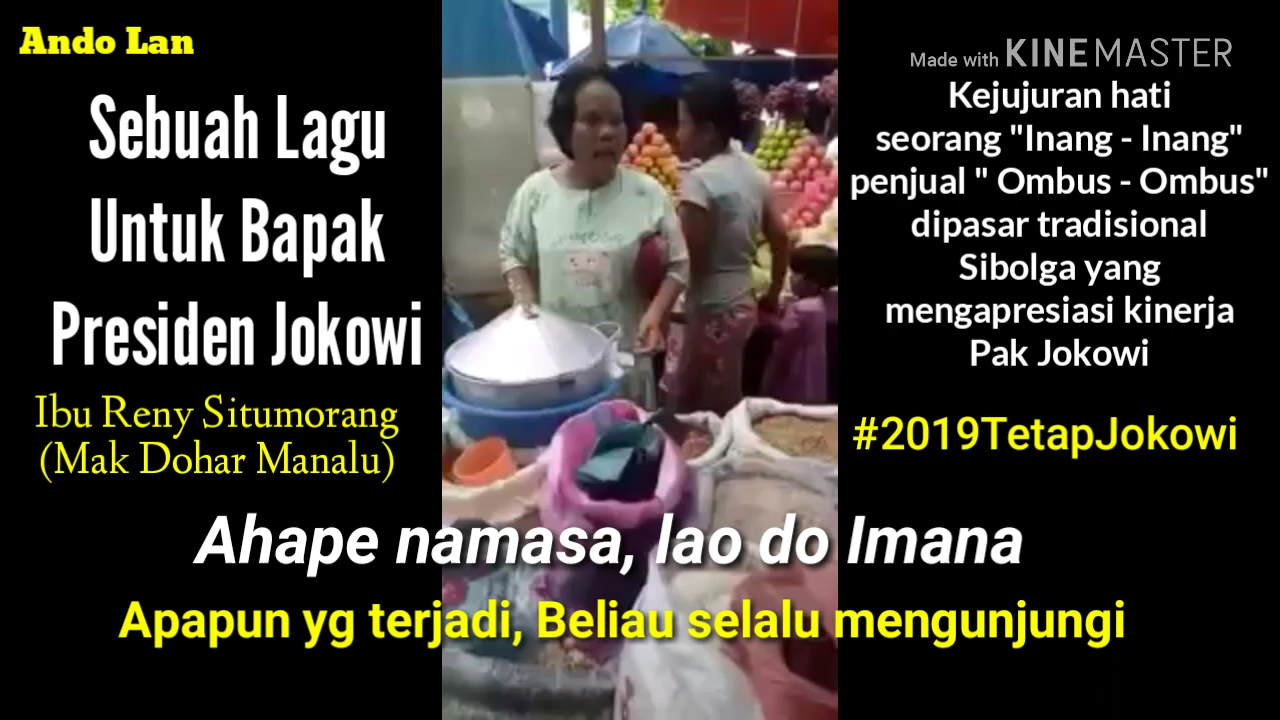 Ando Lan
Sebuah Lagu
Untuk Bapak
Presiden Jokowi
Ibu Reny Situmorang
(Mak Dohar Manalu)
Made with KINEMASTER
Kejujuran hati
seorang "Inang - Inang"
penjual " Ombus - Ombus"
dipasar tradisional
Sibolga yang
mengapresiasi kinerja
Pak Jokowi
#2019TetapJokowi
Ahape namasa, lao do Imana
Apapun yg terjadi, Beliau selalu mengunjungi